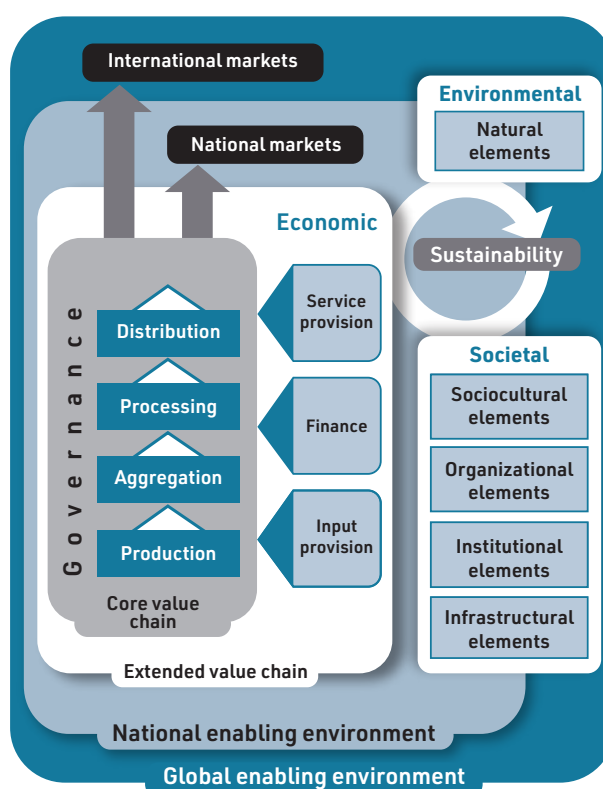 International markets
National markets
Environmental
Natural
elements
Economic
Sustainability
Governance
Distribution
Processing
Aggregation
Production
Core value
chain
Service
provision
Finance
Input
provision
Societal
Sociocultural
elements
Organizational
elements
Institutional
elements
Infrastructural
elements
Extended value chain
National enabling environment
Global enabling environment